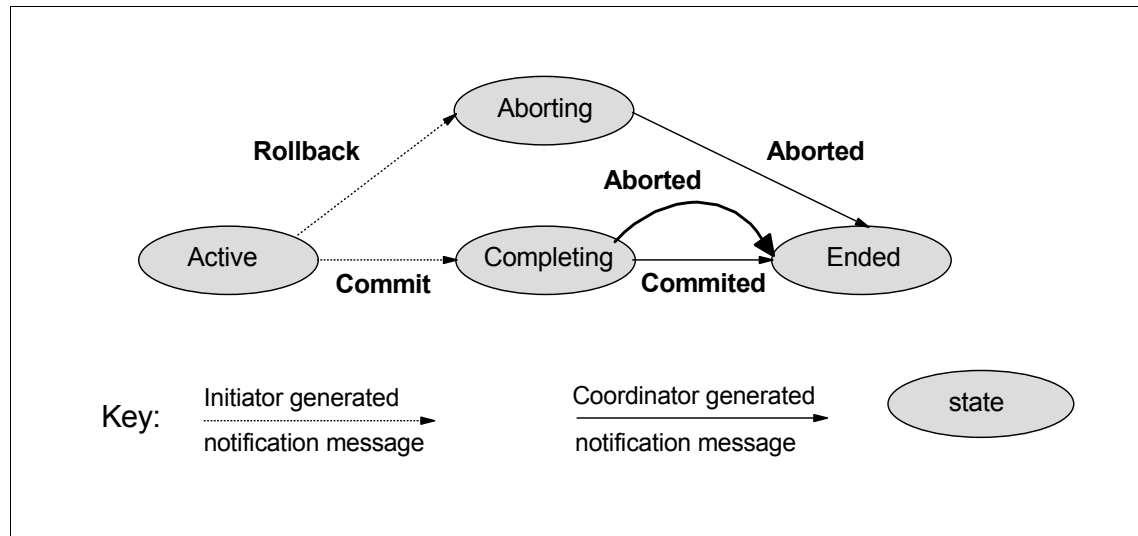 Aborting
Rollback
Aborted
Aborted
Active
Completing
Ended
Commit
Commited
Key:
Initiator generated
notification message
Coordinator generated
notification message
state